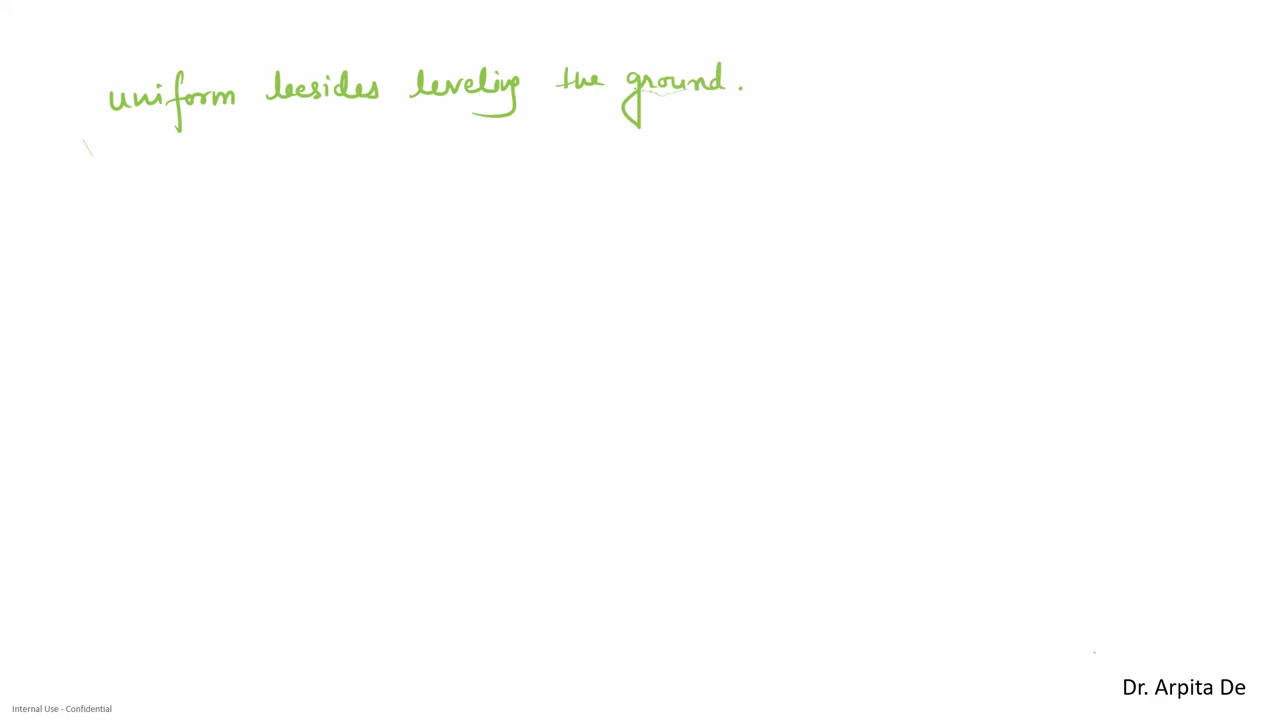 uniform besides leveling the ground.
Dr. Arpita De
Internal Use - Confidential